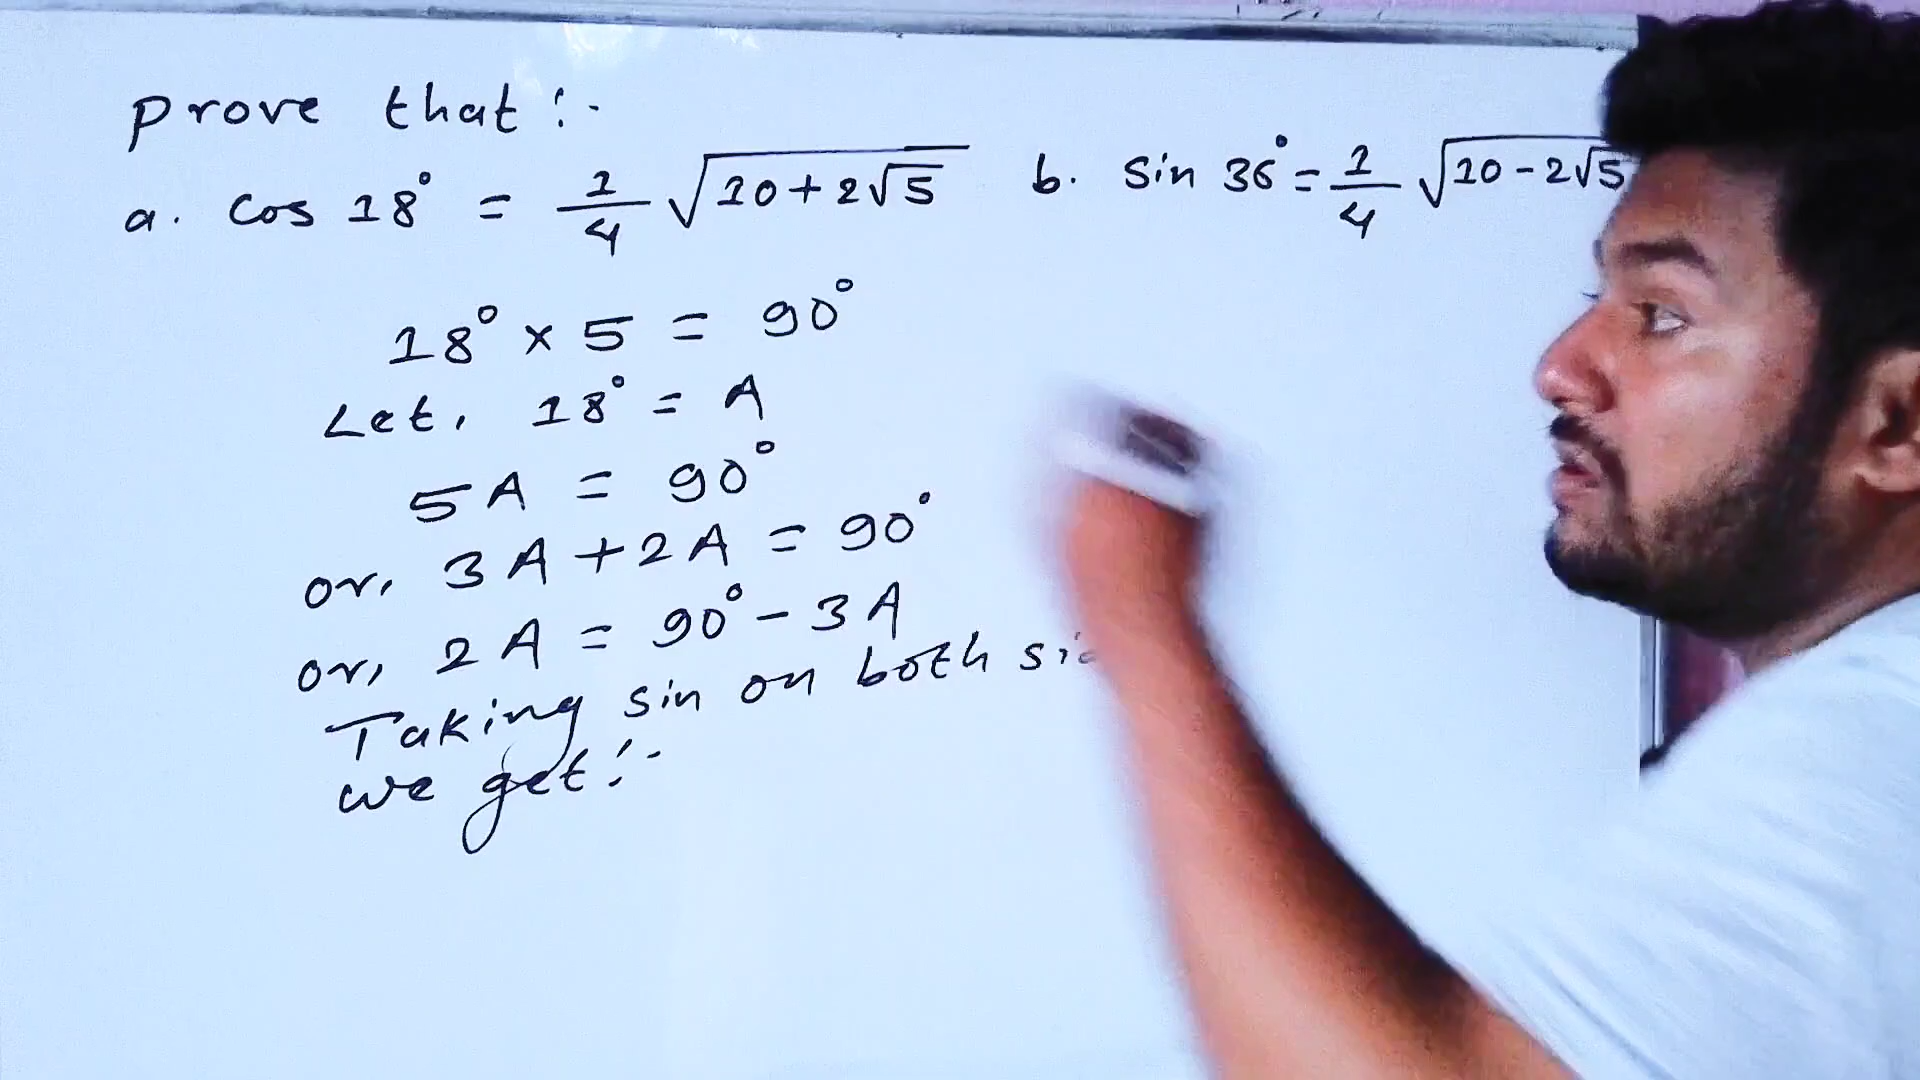 prove that :-
a. cos 18° = 1/4 √(10 + 2√5)
b. sin 36° = 1/4 √(10 - 2√5
18° × 5 = 90°
Let, 18° = A
5A = 90°
or, 3A + 2A = 90°
or, 2A = 90° - 3A
Taking sin on both
we get :-